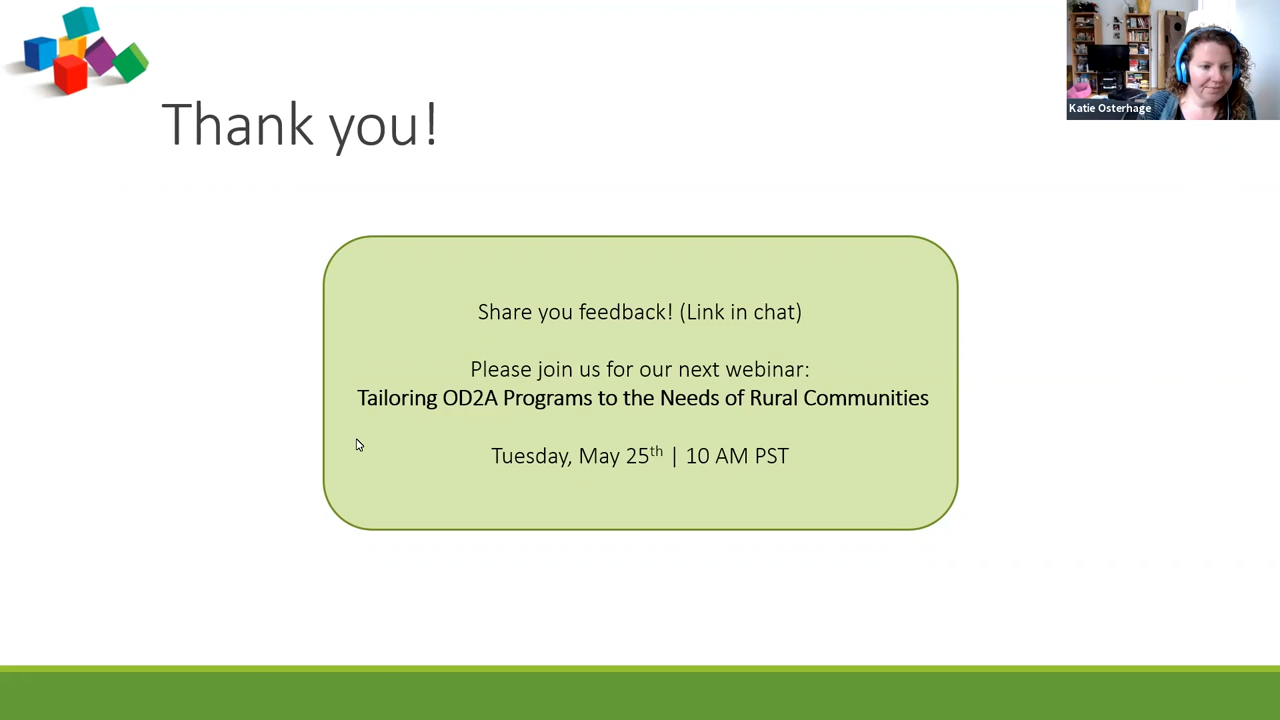 Katie Osterhage
Thank you!
Share you feedback! (Link in chat)
Please join us for our next webinar:
Tailoring OD2A Programs to the Needs of Rural Communities
Tuesday, May 25th | 10 AM PST